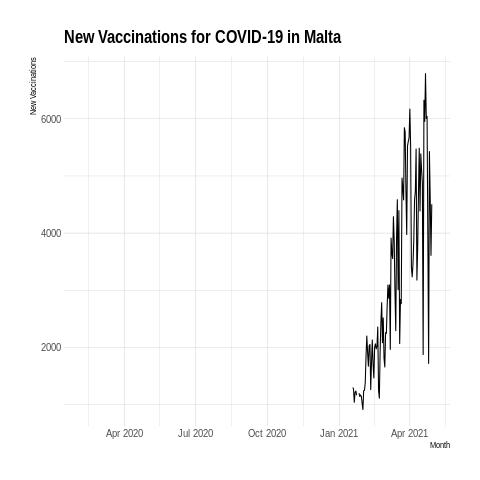 New Vaccinations for COVID-19 in Malta
New Vaccinations
6000
4000
2000
Apr 2020 Jul 2020 Oct 2020 Jan 2021 Apr 2021
Month